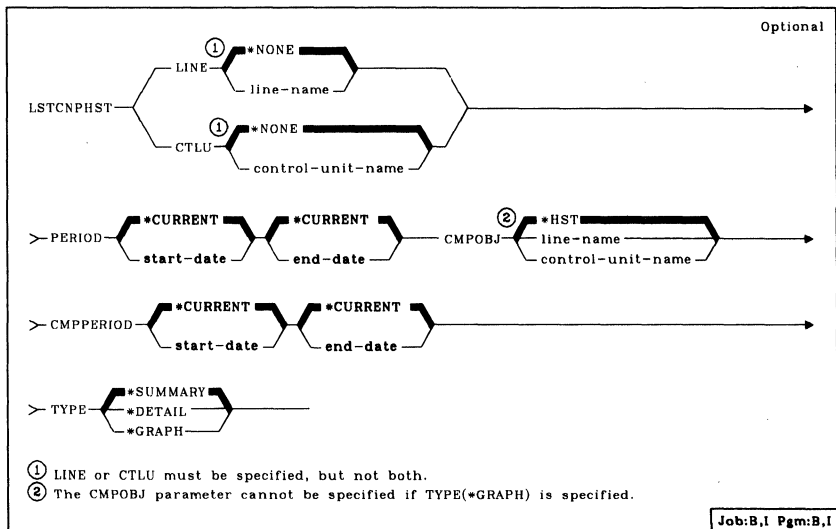 Optional
① *NONE
LINE
line-name
LSTCNPHST
① *NONE
CTLU
control-unit-name
PERIOD *CURRENT *CURRENT CMPOBJ ② *HST
start-date end-date line-name
control-unit-name
CMPPERIOD *CURRENT *CURRENT
start-date end-date
TYPE *SUMMARY
*DETAIL
*GRAPH
① LINE or CTLU must be specified, but not both.
② The CMPOBJ parameter cannot be specified if TYPE(*GRAPH) is specified.
Job:B,I Pgm:B,I